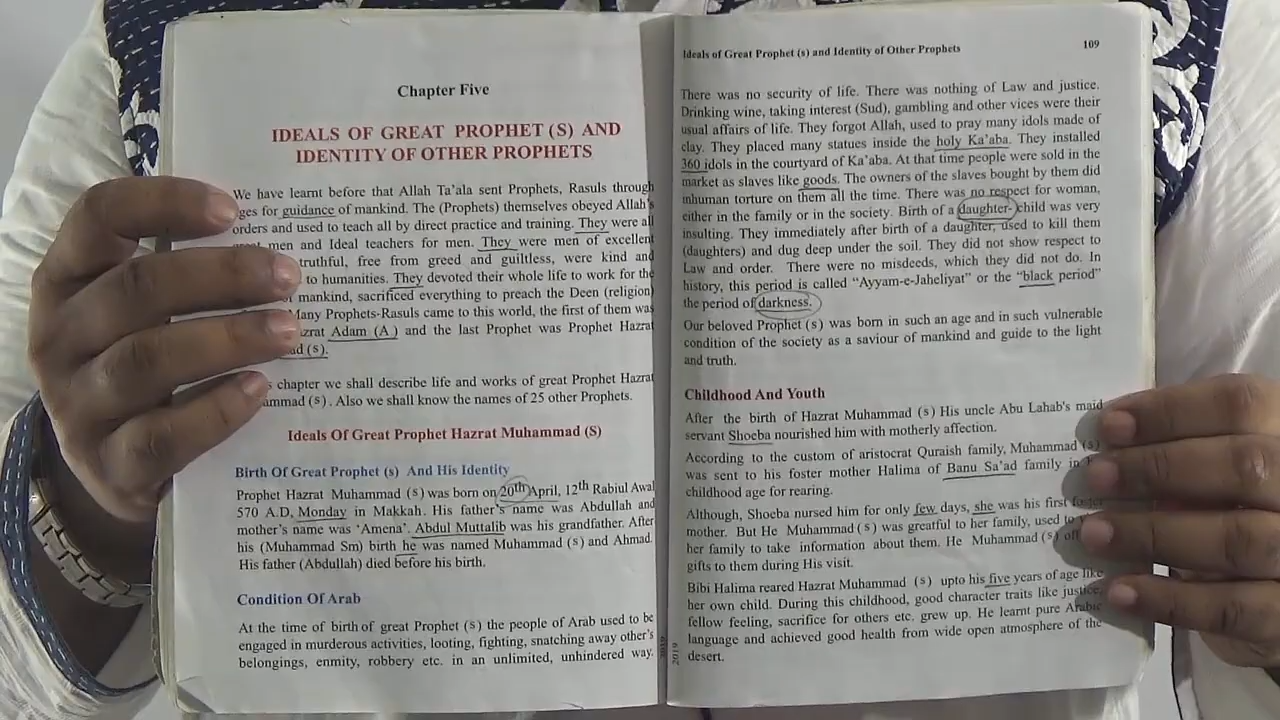 Chapter Five
IDEALS OF GREAT PROPHET (S) AND
IDENTITY OF OTHER PROPHETS
We have learnt before that Allah Ta'ala sent Prophets, Rasuls through
ges for guidance of mankind. The (Prophets) themselves obeyed Allah's
orders and used to teach all by direct practice and training. They were all
men and Ideal teachers for men. They were men of excellent
truthful, free from greed and guiltless, were kind and
to humanities. They devoted their whole life to work for the
mankind, sacrificed everything to preach the Deen (religion)
Many Prophets-Rasuls came to this world, the first of them was
zrat Adam (A) and the last Prophet was Prophet Hazrat
ad (s).
chapter we shall describe life and works of great Prophet Hazrat
ammad (s). Also we shall know the names of 25 other Prophets.
Ideals Of Great Prophet Hazrat Muhammad (S)
Birth Of Great Prophet (s) And His Identity
Prophet Hazrat Muhammad (s) was born on 20th April, 12th Rabiul Awal
570 A.D, Monday in Makkah. His father's name was Abdullah and
mother's name was 'Amena'. Abdul Muttalib was his grandfather. After
his (Muhammad Sm) birth he was named Muhammad (s) and Ahmad.
His father (Abdullah) died before his birth.
Condition Of Arab
At the time of birth of great Prophet (s) the people of Arab used to be
engaged in murderous activities, looting, fighting, snatching away other's
belongings, enmity, robbery etc. in an unlimited, unhindered way.
2019
Ideals of Great Prophet (s) and Identity of Other Prophets 109
There was no security of life. There was nothing of Law and justice.
Drinking wine, taking interest (Sud), gambling and other vices were their
usual affairs of life. They forgot Allah, used to pray many idols made of
clay. They placed many statues inside the holy Ka'aba. They installed
360 idols in the courtyard of Ka'aba. At that time people were sold in the
market as slaves like goods. The owners of the slaves bought by them did
inhuman torture on them all the time. There was no respect for woman,
either in the family or in the society. Birth of a daughter-child was very
insulting. They immediately after birth of a daughter, used to kill them
(daughters) and dug deep under the soil. They did not show respect to
Law and order. There were no misdeeds, which they did not do. In
history, this period is called "Ayyam-e-Jaheliyat" or the "black period"
the period of darkness.
Our beloved Prophet (s) was born in such an age and in such vulnerable
condition of the society as a saviour of mankind and guide to the light
and truth.
Childhood And Youth
After the birth of Hazrat Muhammad (s) His uncle Abu Lahab's maid
servant Shoeba nourished him with motherly affection.
According to the custom of aristocrat Quraish family, Muhammad (s)
was sent to his foster mother Halima of Banu Sa'ad family in
childhood age for rearing.
Although, Shoeba nursed him for only few days, she was his first foster
mother. But He Muhammad (s) was greatful to her family, used to
her family to take information about them. He Muhammad (s)
gifts to them during His visit.
Bibi Halima reared Hazrat Muhammad (s) upto his five years of age like
her own child. During this childhood, good character traits like justice,
fellow feeling, sacrifice for others etc. grew up. He learnt pure Arabic
language and achieved good health from wide open atmosphere of the
desert.
2019